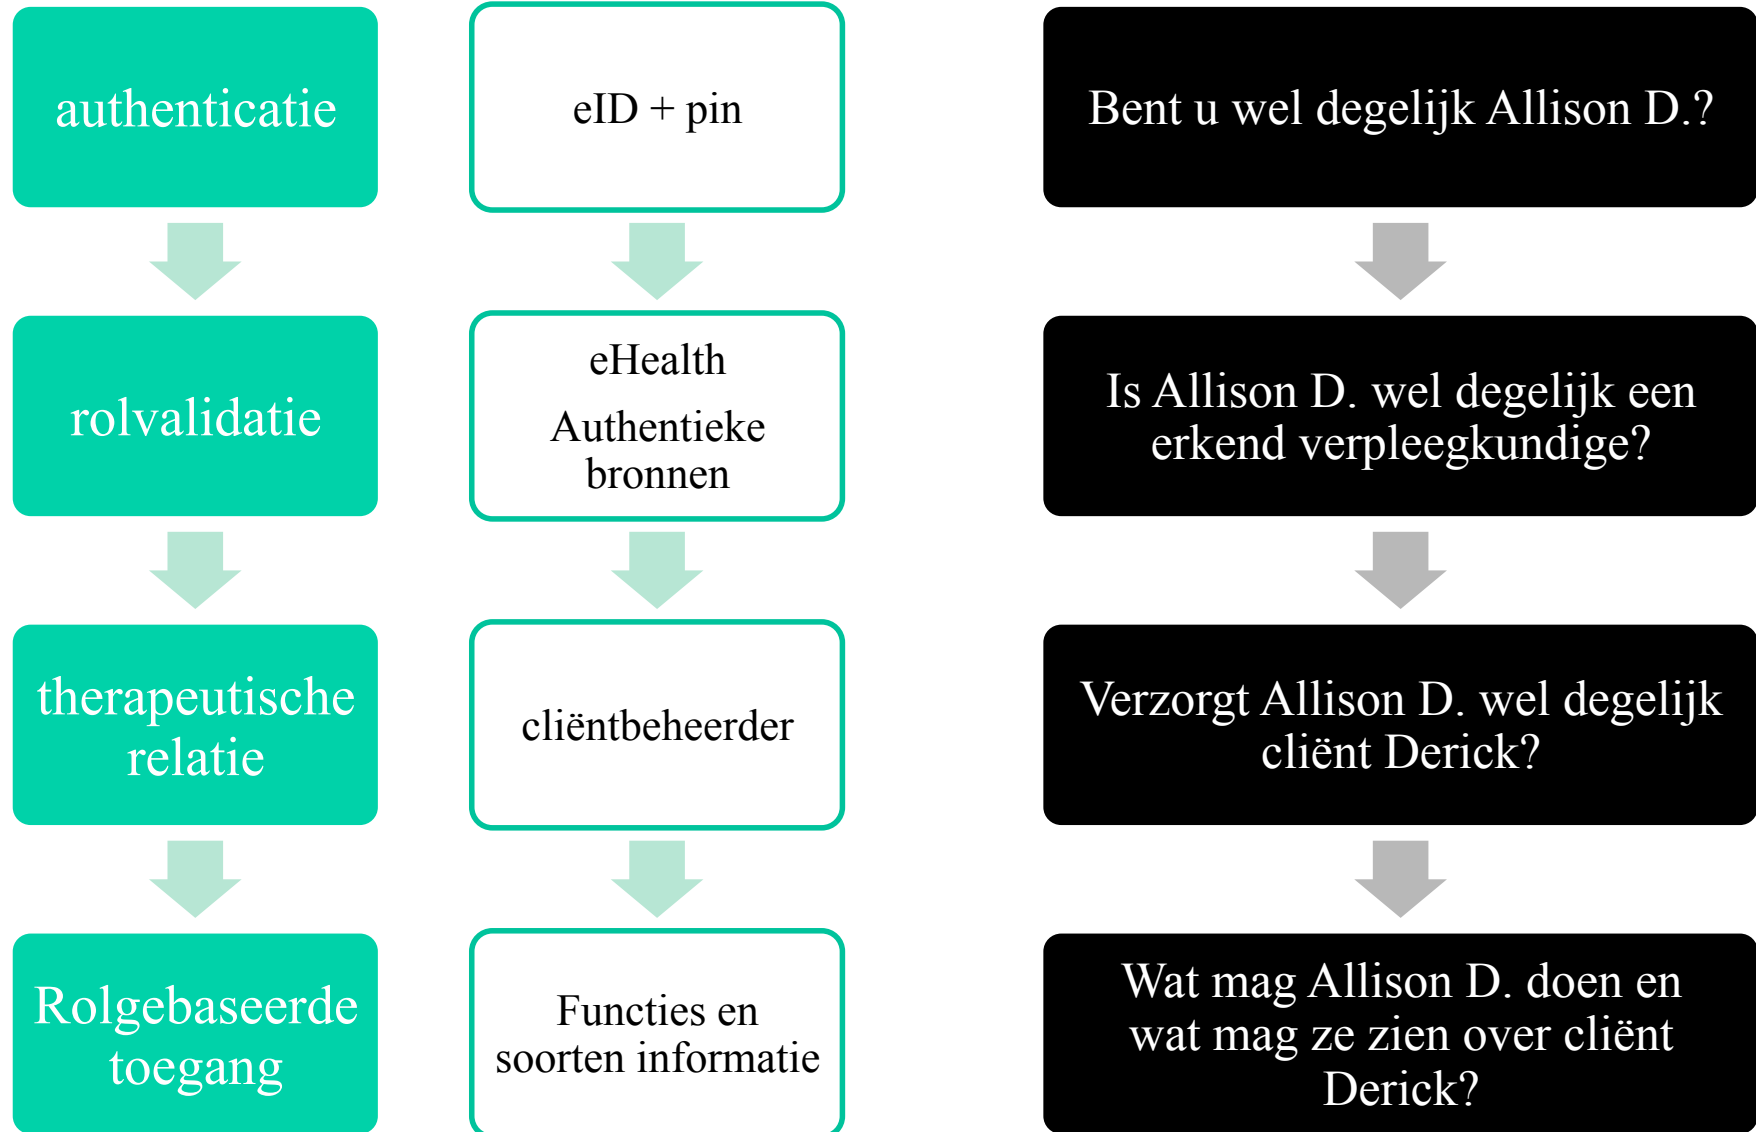 authenticatie
eID + pin
Bent u wel degelijk Allison D.?
rolvalidatie
eHealth
Authentieke
bronnen
Is Allison D. wel degelijk een
erkend verpleegkundige?
therapeutische
relatie
cliëntbeheerder
Verzorgt Allison D. wel degelijk
cliënt Derick?
Rolgebaseerde
toegang
Functies en
soorten informatie
Wat mag Allison D. doen en
wat mag ze zien over cliënt
Derick?